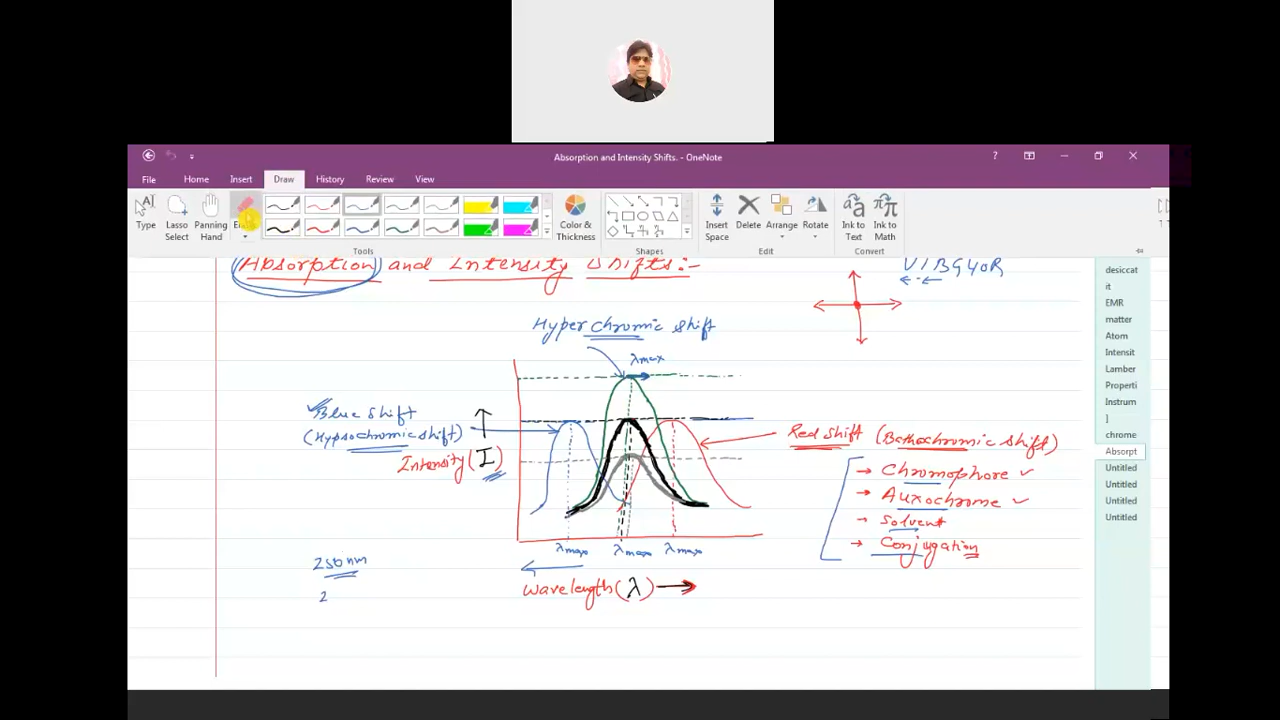 Absorption and Intensity Shifts. - OneNote
?
File Home Insert Draw History Review View
Type
Lasso Select
Panning Hand
Eraser
Color & Thickness
Insert Space
Delete
Arrange
Rotate
Ink to Text
Ink to Math
Tools
Shapes
Edit
Convert
Absorption and Intensity Shifts:-
VIBGYOR
Hyper chromic Shift
λmax
Blue Shift
(Hypsochromic shift)
Intensity (I)
Red Shift (Bathochromic Shift)
→ Chromophore ✓
→ Auxochrome ✓
→ Solvent
→ Conjugation
λmax λmax λmax
250nm
2
Wavelength (λ) →
desiccat
it
EMR
matter
Atom
Intensit
Lamber
Properti
Instrum
]
chrome
Absorpt
Untitled
Untitled
Untitled
Untitled